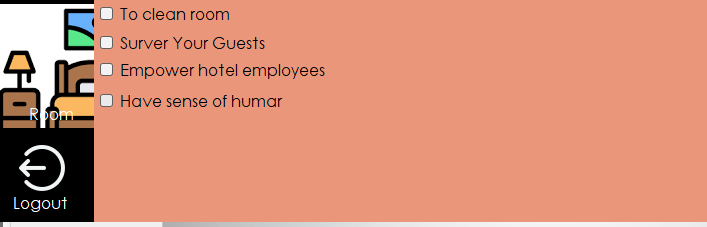 To clean room
Surver Your Guests
Empower hotel employees
Have sense of humar
Room
Logout